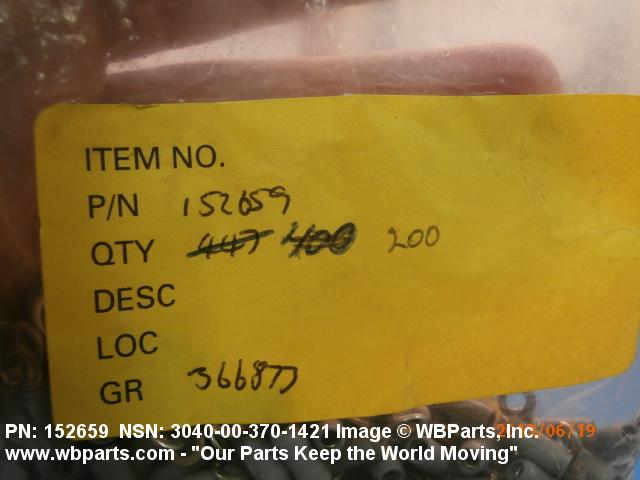 ITEM NO.
P/N 152659
QTY 447 400 200
DESC
LOC
GR 366873
PN: 152659 NSN: 3040-00-370-1421 Image © WBParts, Inc.
www.wbparts.com - "Our Parts Keep the World Moving"